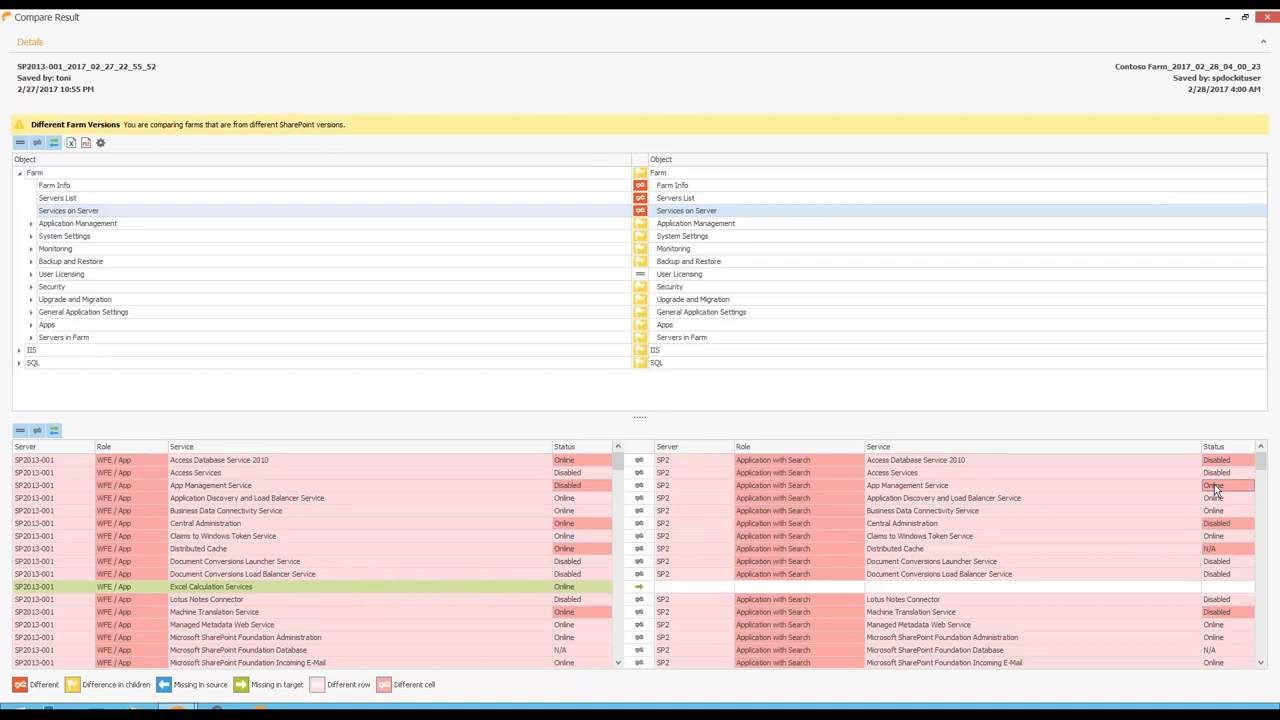 Compare Result
Details
SP2013-001_2017_02_27_22_55_52
Saved by: toni
2/27/2017 10:55 PM
Contoso Farm_2017_02_28_04_00_23
Saved by: spdockituser
2/28/2017 4:00 AM
Different Farm Versions You are comparing farms that are from different SharePoint versions.
Object Object
Farm Farm
Farm Info Farm Info
Servers List Servers List
Services on Server Services on Server
Application Management Application Management
System Settings System Settings
Monitoring Monitoring
Backup and Restore Backup and Restore
User Licensing User Licensing
Security Security
Upgrade and Migration Upgrade and Migration
General Application Settings General Application Settings
Apps Apps
Servers in Farm Servers in Farm
IIS IIS
SQL SQL
Server Role Service Status Server Role Service Status
SP2013-001 WFE / App Access Database Service 2010 Online SP2 Application with Search Access Database Service 2010 Disabled
SP2013-001 WFE / App Access Services Disabled SP2 Application with Search Access Services Disabled
SP2013-001 WFE / App App Management Service Disabled SP2 Application with Search App Management Service Online
SP2013-001 WFE / App Application Discovery and Load Balancer Service Online SP2 Application with Search Application Discovery and Load Balancer Service Online
SP2013-001 WFE / App Business Data Connectivity Service Online SP2 Application with Search Business Data Connectivity Service Online
SP2013-001 WFE / App Central Administration Online SP2 Application with Search Central Administration Disabled
SP2013-001 WFE / App Claims to Windows Token Service Online SP2 Application with Search Claims to Windows Token Service Online
SP2013-001 WFE / App Distributed Cache Online SP2 Application with Search Distributed Cache N/A
SP2013-001 WFE / App Document Conversions Launcher Service Disabled SP2 Application with Search Document Conversions Launcher Service Disabled
SP2013-001 WFE / App Document Conversions Load Balancer Service Disabled SP2 Application with Search Document Conversions Load Balancer Service Disabled
SP2013-001 WFE / App Excel Calculation Services Online
SP2013-001 WFE / App Lotus Notes Connector Disabled SP2 Application with Search Lotus Notes Connector Disabled
SP2013-001 WFE / App Machine Translation Service Online SP2 Application with Search Machine Translation Service Disabled
SP2013-001 WFE / App Managed Metadata Web Service Online SP2 Application with Search Managed Metadata Web Service Online
SP2013-001 WFE / App Microsoft SharePoint Foundation Administration Online SP2 Application with Search Microsoft SharePoint Foundation Administration Online
SP2013-001 WFE / App Microsoft SharePoint Foundation Database N/A SP2 Application with Search Microsoft SharePoint Foundation Database N/A
SP2013-001 WFE / App Microsoft SharePoint Foundation Incoming E-Mail Online SP2 Application with Search Microsoft SharePoint Foundation Incoming E-Mail Online
Different Difference in children Missing in source Missing in target Different row Different cell